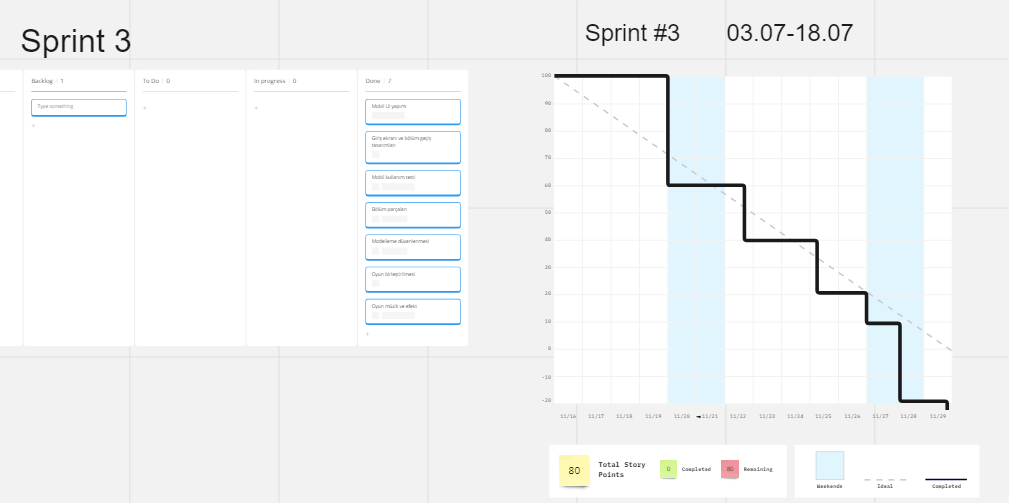 Sprint 3
Sprint #3 03.07-18.07
Backlog 1
To Do 0
In progress 0
Done 7
Type something
+
+
+
Mobil UI yapımı
Giriş ekranı ve bölüm geçiş
tasarımları
Mobil kullanım testi
Bölüm parçaları
Modelleme düzenlenmesi
Oyun birleştirilmesi
Oyun müzik ve efekt
+
100
90
80
70
60
50
40
30
20
10
0
-10
-20
11/16 11/17 11/18 11/19 11/20 11/21 11/22 11/23 11/24 11/25 11/26 11/27 11/28 11/29
80
Total Story
Points
0
Completed
80
Remaining
Weekends
Ideal
Completed